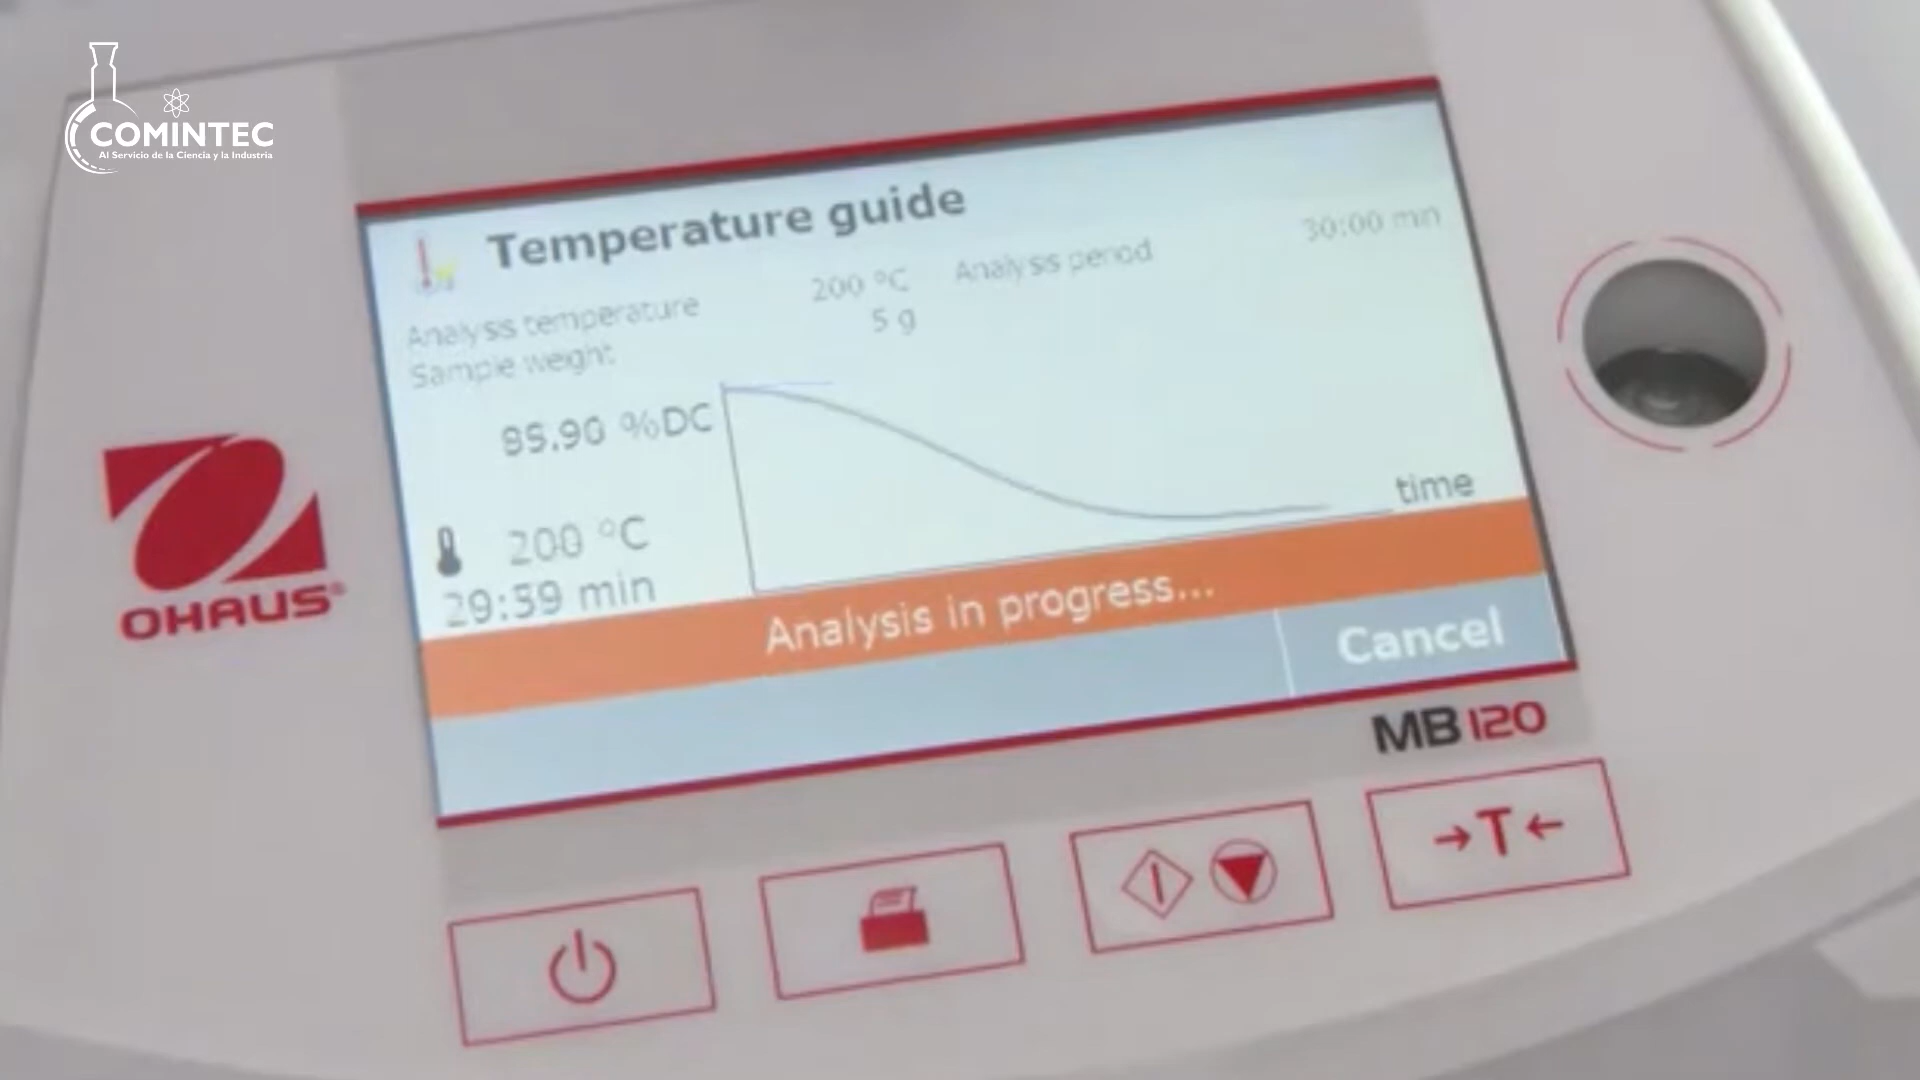 COMINTEC
Al Servicio de la Ciencia y la Industria
Temperature guide
Analysis temperature 200 °C Analysis period 30:00 min
Sample weight 5 g
85.90 %DC
time
200 °C
29:59 min
Analysis in progress...
Cancel
OHAUS®
MB120
→T←